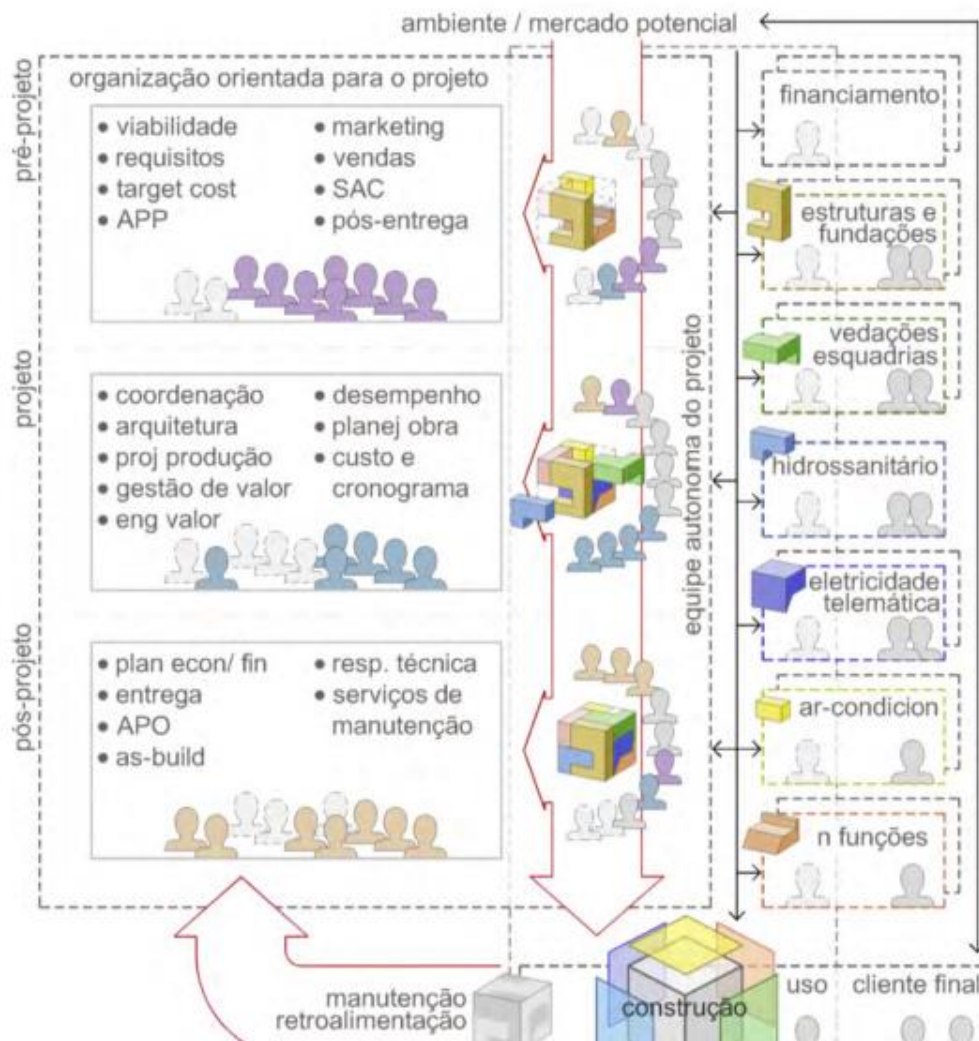 ambiente / mercado potencial
pré-projeto
organização orientada para o projeto
• viabilidade
• requisitos
• target cost
• APP
• marketing
• vendas
• SAC
• pós-entrega
projeto
• coordenação
• arquitetura
• proj produção
• gestão de valor
• eng valor
• desempenho
• planej obra
• custo e
cronograma
pós-projeto
• plan econ/ fin
• entrega
• APO
• as-build
• resp. técnica
• serviços de
manutenção
equipe autonoma do projeto
financiamento
estruturas e
fundações
vedações
esquadrias
hidrossanitário
eletricidade
telemática
ar-condicion
n funções
manutenção
retroalimentação
construção
uso
cliente final